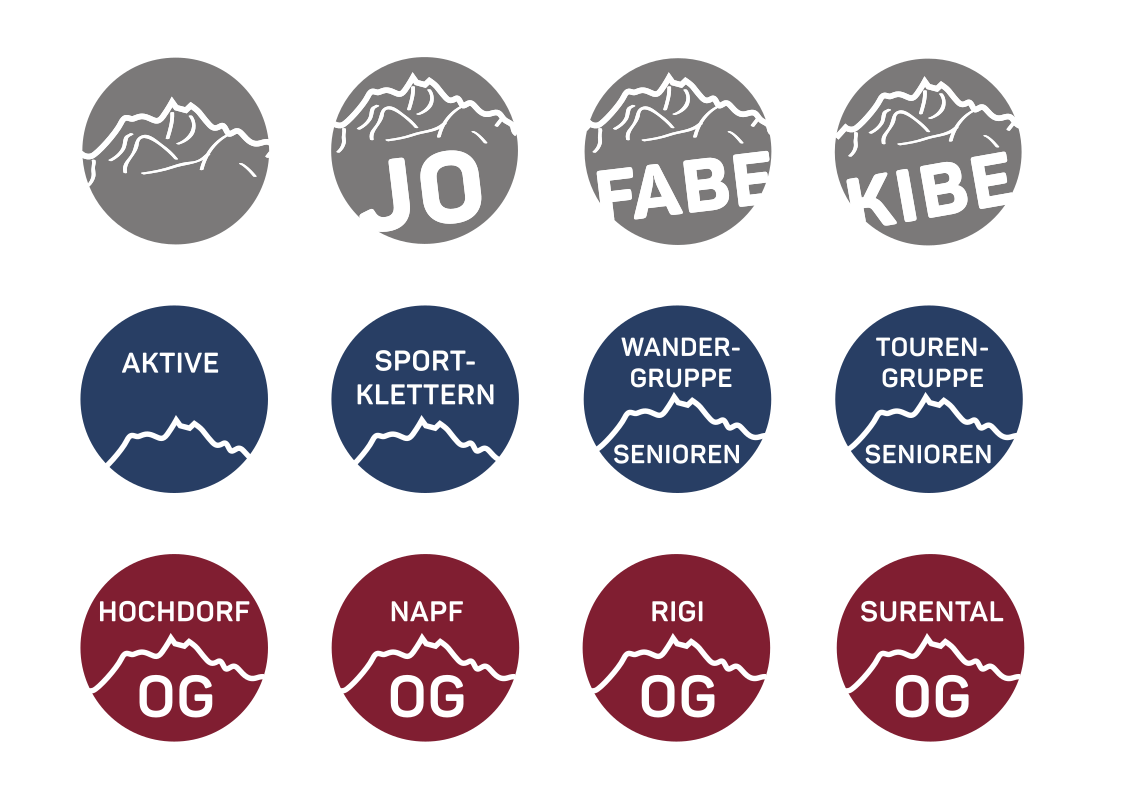 JO
FABE
KIBE
AKTIVE
SPORT-
KLETTERN
WANDER-
GRUPPE
SENIOREN
TOUREN-
GRUPPE
SENIOREN
HOCHDORF
OG
NAPF
OG
RIGI
OG
SURENTAL
OG